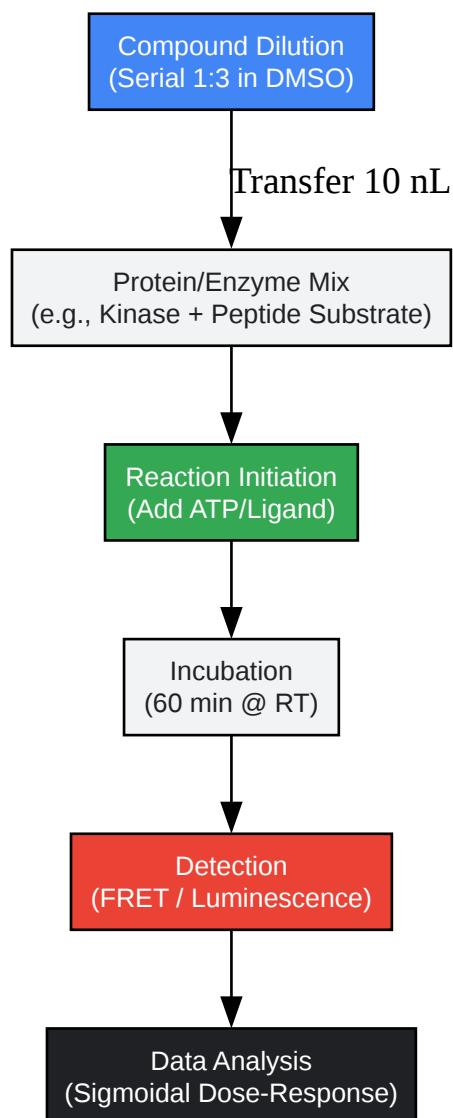 Compound Dilution
(Serial 1:3 in DMSO)
Transfer 10 nL
Protein/Enzyme Mix
(e.g., Kinase + Peptide Substrate)
Reaction Initiation
(Add ATP/Ligand)
Incubation
(60 min @ RT)
Detection
(FRET / Luminescence)
Data Analysis
(Sigmoidal Dose-Response)